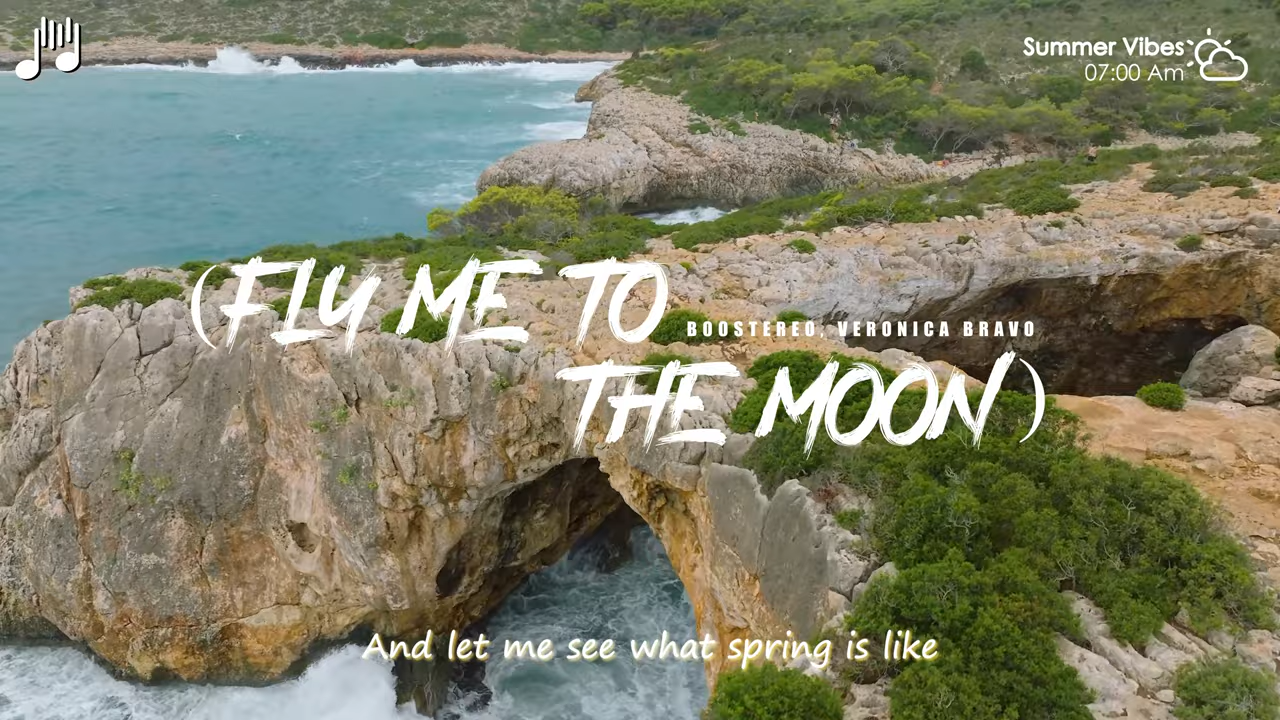 Summer Vibes
07:00 Am
(FLY ME TO
BOOSTEREO, VERONICA BRAVO
THE MOON)
And let me see what spring is like